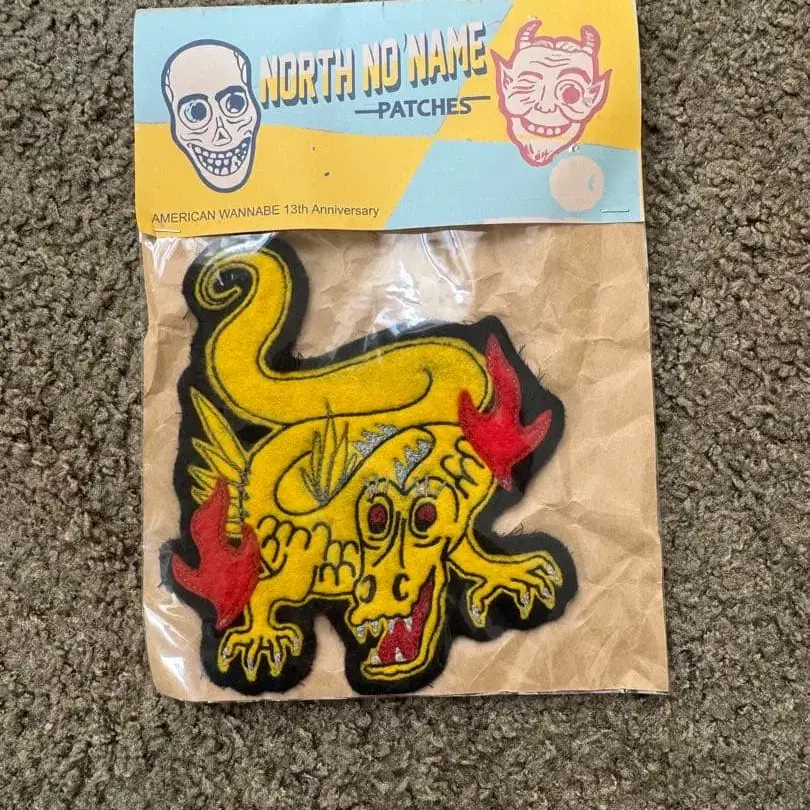 NORTH NO NAME
PATCHES
AMERICAN WANNABE 13th Anniversary